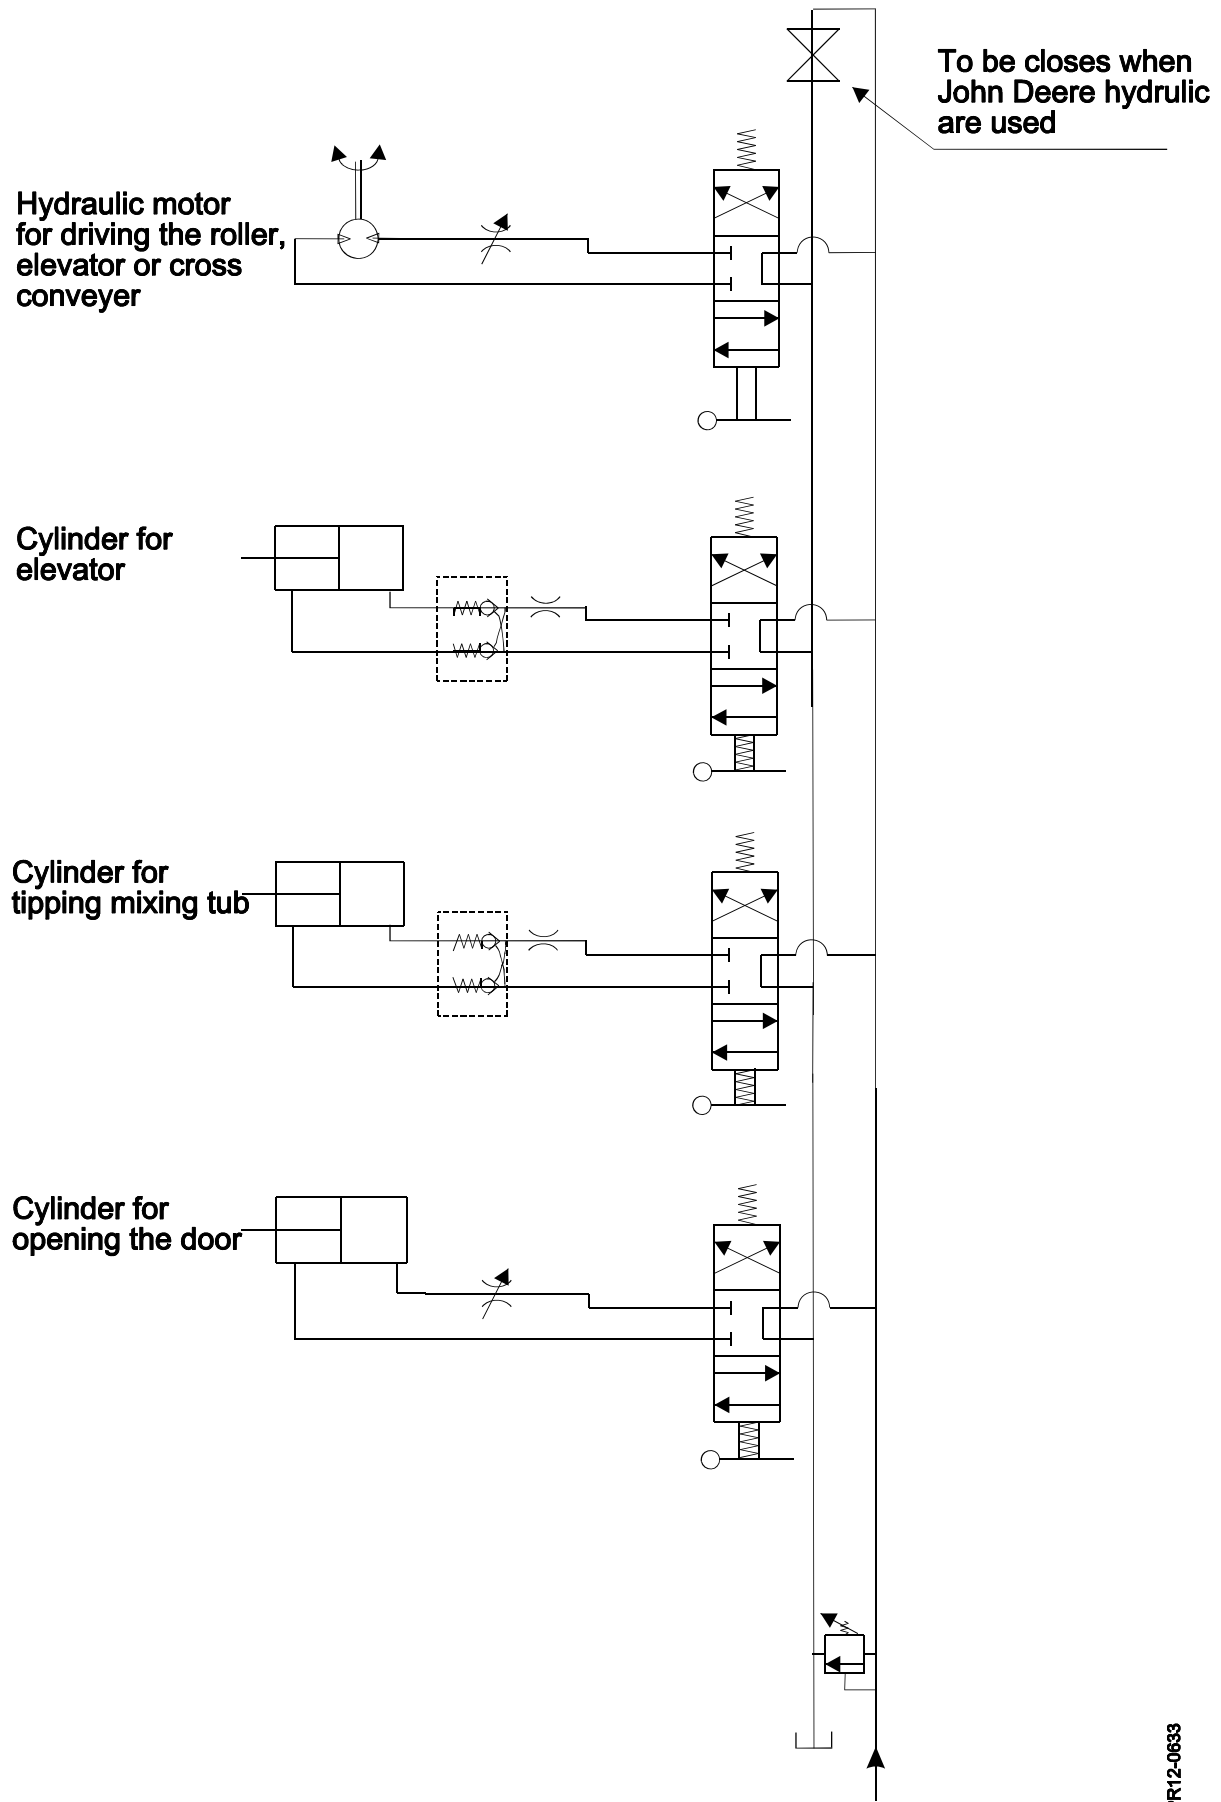 To be closes when
John Deere hydrulic
are used
Hydraulic motor
for driving the roller,
elevator or cross
conveyer
Cylinder for
elevator
Cylinder for
tipping mixing tub
Cylinder for
opening the door
PR12-0633